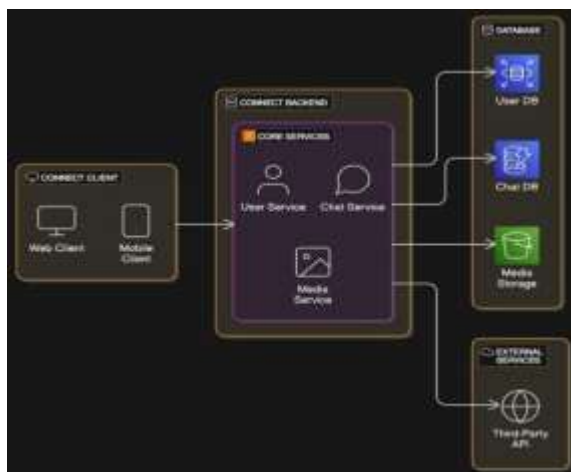 CONNECT CLIENT
Web Client
Mobile
Client
CONNECT BACKEND
CORE SERVICES
User Service
Chat Service
Media
Service
DATABASE
User DB
Chat DB
Media
Storage
EXTERNAL
SERVICES
Third-Party
API